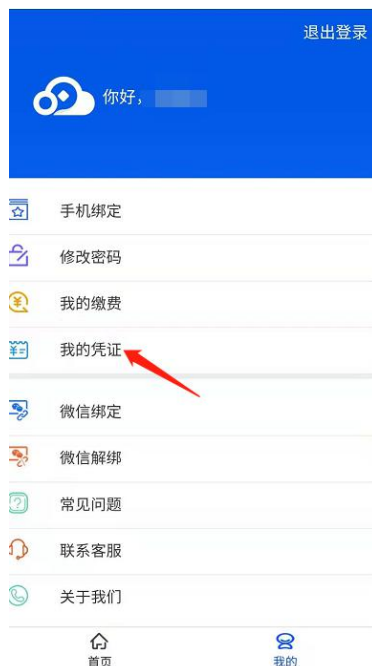 退出登录
你好，
手机绑定
修改密码
我的缴费
我的凭证
微信绑定
微信解绑
常见问题
联系客服
关于我们
首页
我的